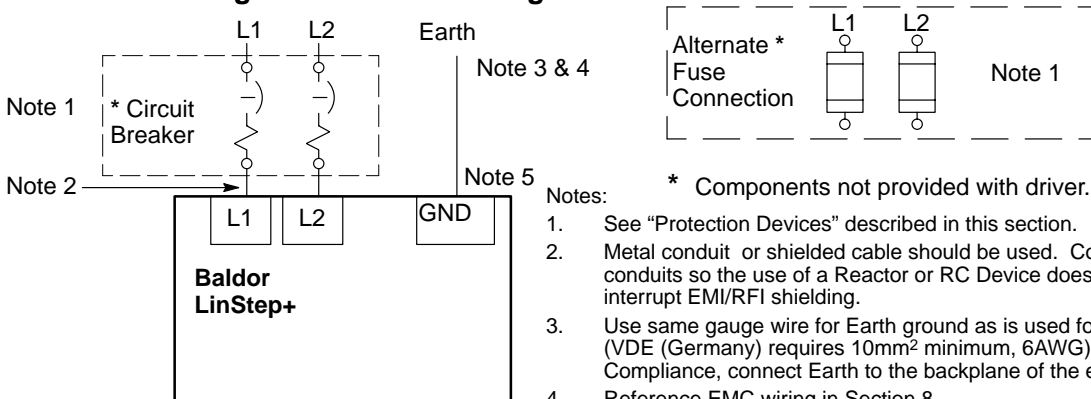 L1 L2 Earth
Note 3 & 4
Note 1
* Circuit
Breaker
Note 2
Note 5
L1 L2 GND
Baldor
LinStep+
Alternate *
Fuse
Connection
L1 L2
Note 1
* Components not provided with driver.
Notes:
1. See “Protection Devices” described in this section.
2. Metal conduit or shielded cable should be used. Co
conduits so the use of a Reactor or RC Device does
interrupt EMI/RFI shielding.
3. Use same gauge wire for Earth ground as is used fo
(VDE (Germany) requires 10mm2 minimum, 6AWG)
Compliance, connect Earth to the backplane of the e
4. Reference EMC wiring in Section 8.